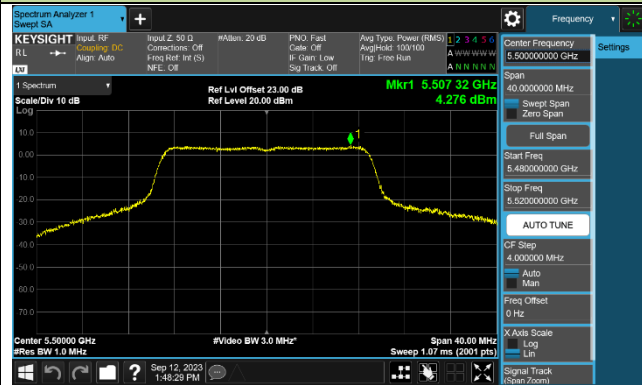 Spectrum Analyzer 1
Swept SA
Frequency
KEYSIGHT
RL
Input: RF
Coupling: DC
Align: Auto
Input Z: 50 Ω
Corrections: Off
Freq Ref: Int (S)
NFE: Off
#Atten: 20 dB
PNO: Fast
Gate: Off
IF Gain: Low
Sig Track: Off
Avg Type: Power (RMS)
Avg|Hold: 100/100
Trig: Free Run
1 2 3 4 5 6
A W W W W W
A N N N N N
LXI
1 Spectrum
Scale/Div 10 dB
Ref Lvl Offset 23.00 dB
Ref Level 20.00 dBm
Mkr1 5.507 32 GHz
4.276 dBm
Log
10.0
0.00
-10.0
-20.0
-30.0
-40.0
-50.0
-60.0
-70.0
1
Center 5.50000 GHz
#Res BW 1.0 MHz
#Video BW 3.0 MHz*
Span 40.00 MHz
Sweep 1.07 ms (2001 pts)
Sep 12, 2023
1:48:29 PM
Center Frequency
5.500000000 GHz
Settings
Span
40.0000000 MHz
Swept Span
Zero Span
Full Span
Start Freq
5.480000000 GHz
Stop Freq
5.520000000 GHz
AUTO TUNE
CF Step
4.000000 MHz
Auto
Man
Freq Offset
0 Hz
X Axis Scale
Log
Lin
Signal Track
(Span Zoom)